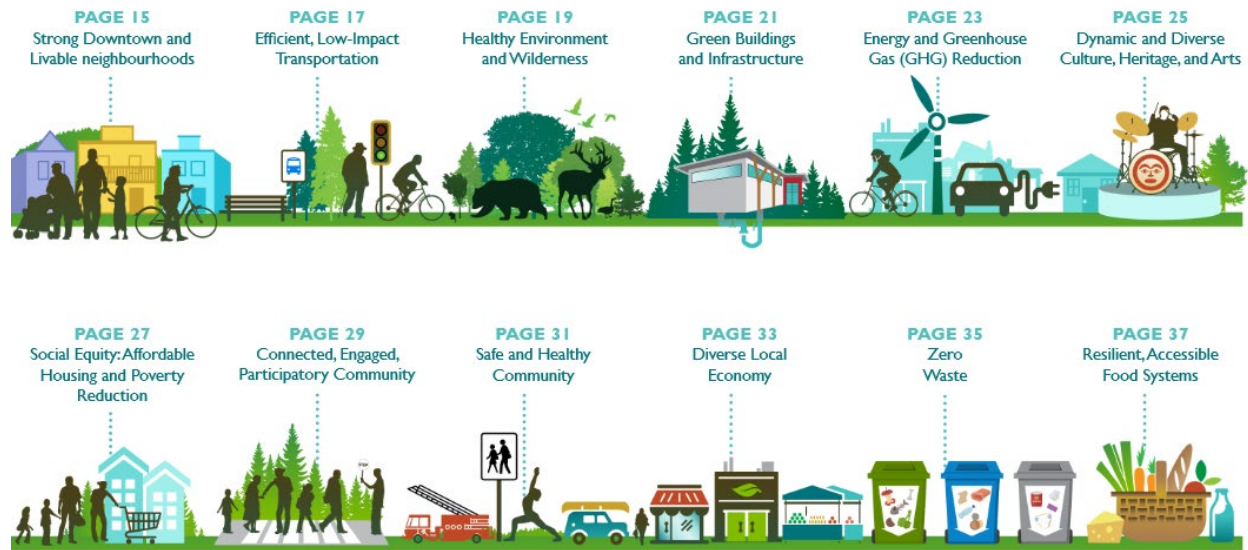 PAGE 15
Strong Downtown and
Livable neighbourhoods
PAGE 17
Efficient, Low-Impact
Transportation
PAGE 19
Healthy Environment
and Wilderness
PAGE 21
Green Buildings
and Infrastructure
PAGE 23
Energy and Greenhouse
Gas (GHG) Reduction
PAGE 25
Dynamic and Diverse
Culture, Heritage, and Arts
PAGE 27
Social Equity: Affordable
Housing and Poverty
Reduction
PAGE 29
Connected, Engaged,
Participatory Community
PAGE 31
Safe and Healthy
Community
PAGE 33
Diverse Local
Economy
PAGE 35
Zero
Waste
PAGE 37
Resilient, Accessible
Food Systems